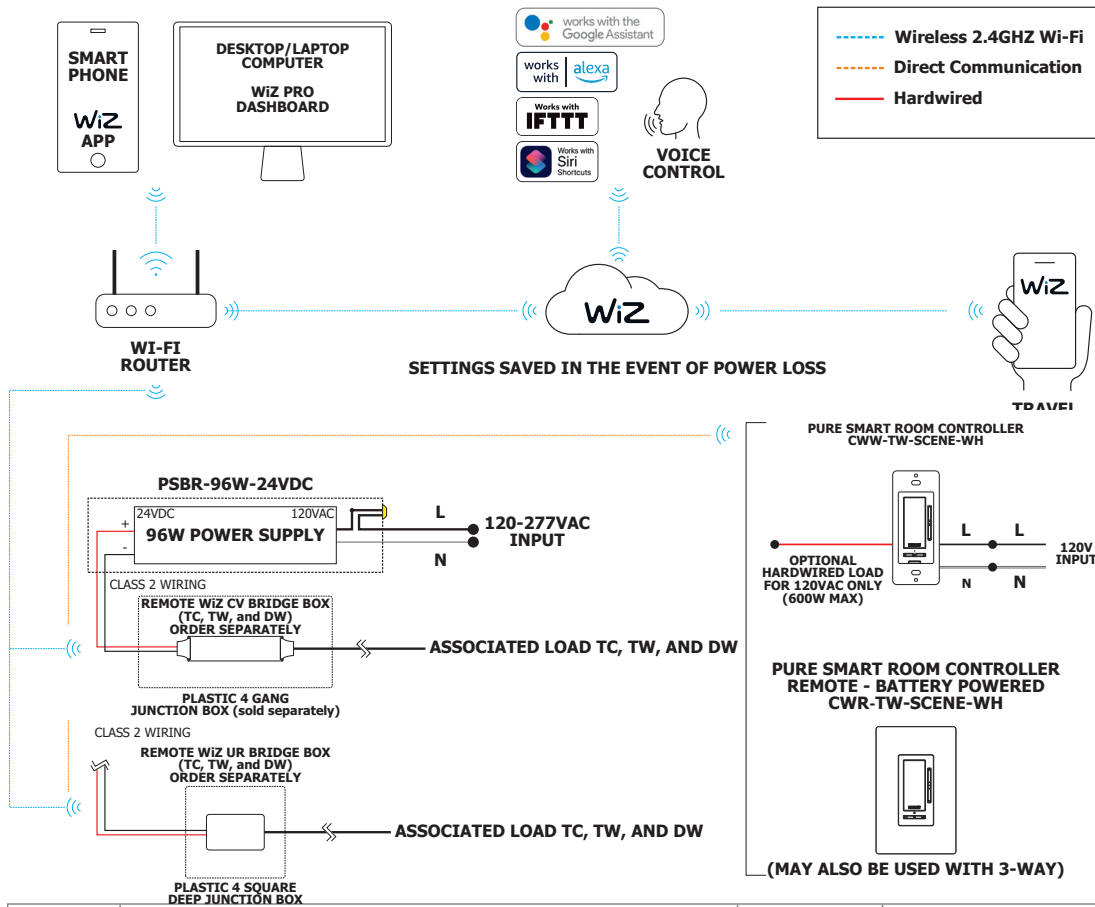 SMART
PHONE
WiZ
APP
DESKTOP/LAPTOP
COMPUTER
WiZ PRO
DASHBOARD
works with the
Google Assistant
works
with
alexa
Works with
IFTTT
Works with
Siri
Shortcuts
VOICE
CONTROL
Wireless 2.4GHZ Wi-Fi
Direct Communication
Hardwired
WI-FI
ROUTER
WiZ
SETTINGS SAVED IN THE EVENT OF POWER LOSS
WiZ
TRAVEL
PSBR-96W-24VDC
24VDC
120VAC
96W POWER SUPPLY
+
-
L
N
120-277VAC
INPUT
CLASS 2 WIRING
REMOTE WiZ CV BRIDGE BOX
(TC, TW, and DW)
ORDER SEPARATELY
ASSOCIATED LOAD TC, TW, AND DW
PLASTIC 4 GANG
JUNCTION BOX (sold separately)
CLASS 2 WIRING
REMOTE WiZ UR BRIDGE BOX
(TC, TW, and DW)
ORDER SEPARATELY
ASSOCIATED LOAD TC, TW, AND DW
PLASTIC 4 SQUARE
DEEP JUNCTION BOX
PURE SMART ROOM CONTROLLER
CWW-TW-SCENE-WH
L
L
N
N
120V
INPUT
OPTIONAL
HARDWIRED LOAD
FOR 120VAC ONLY
(600W MAX)
PURE SMART ROOM CONTROLLER
REMOTE - BATTERY POWERED
CWR-TW-SCENE-WH
(MAY ALSO BE USED WITH 3-WAY)